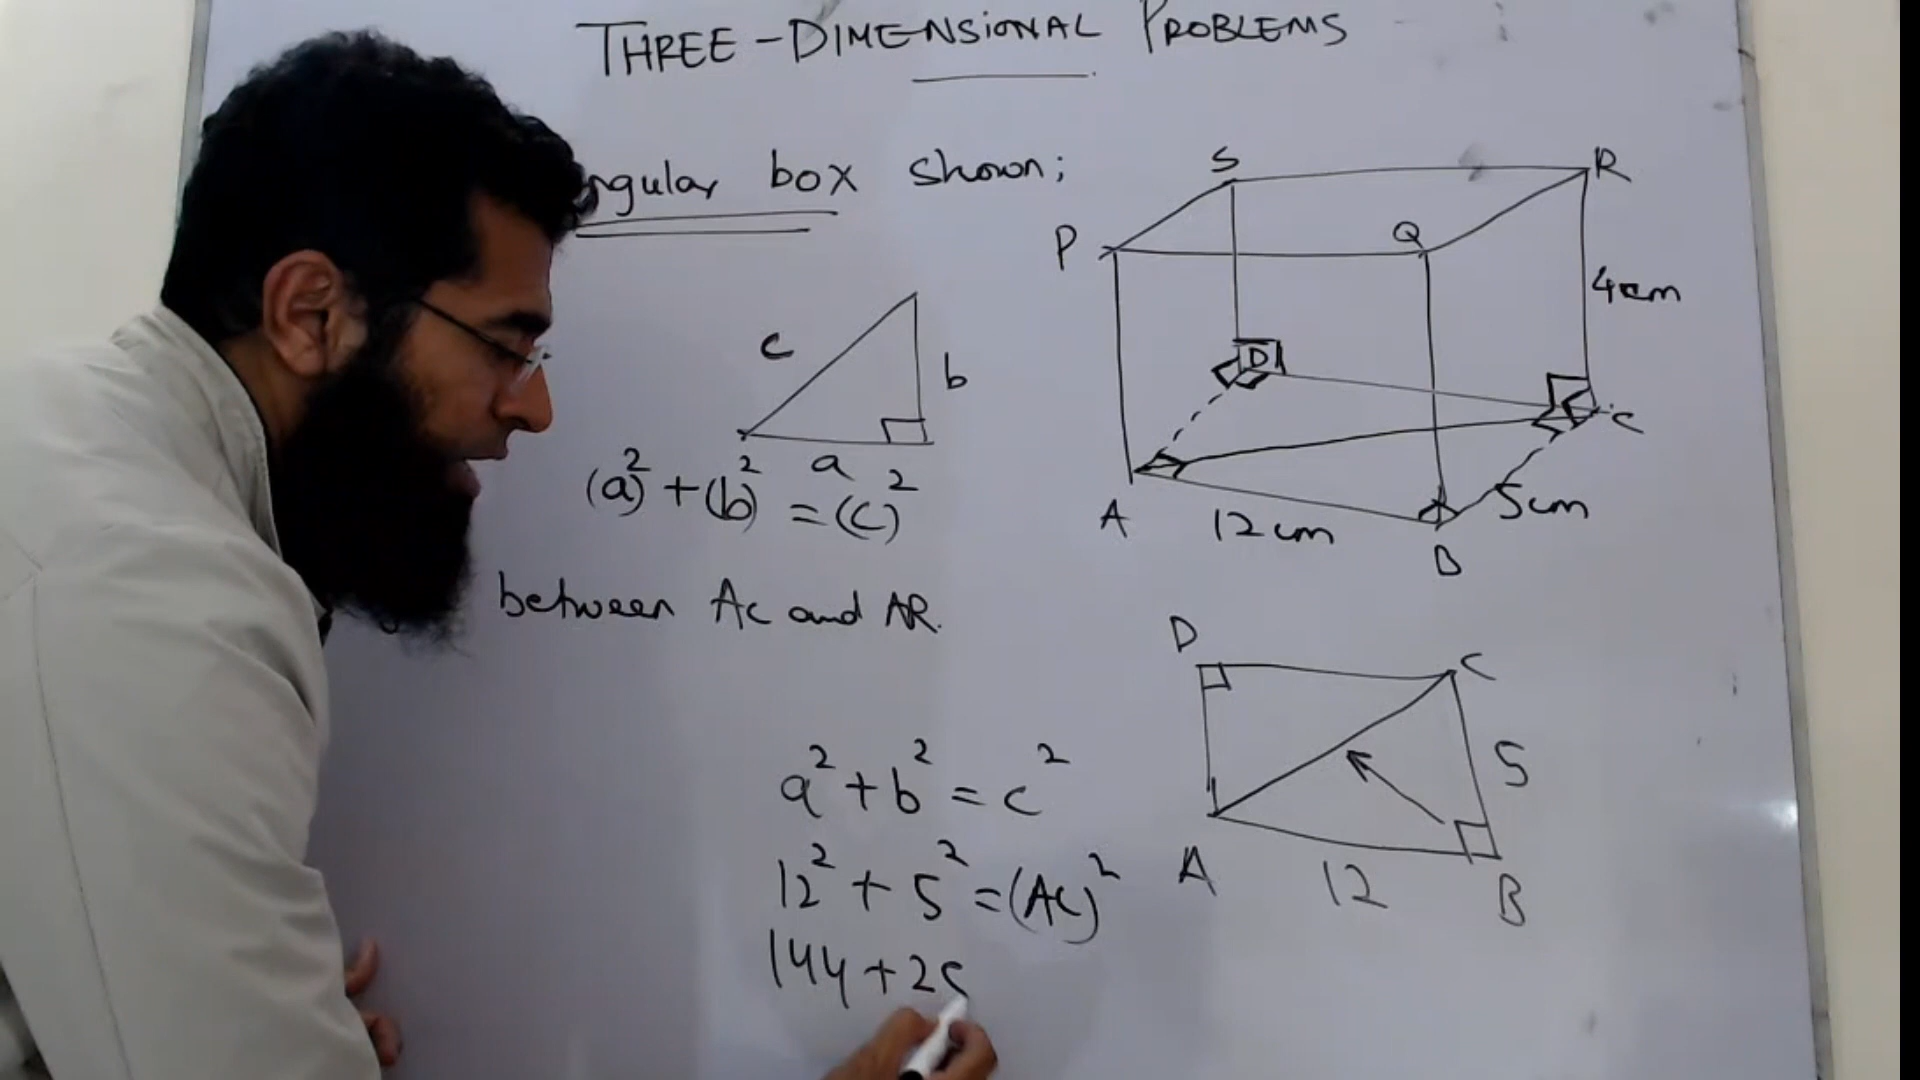 THREE-DIMENSIONAL PROBLEMS
ngular box shown;
S
R
P
Q
4cm
c
b
a
D
C
(a)² + (b)² = (c)²
A
12cm
5cm
B
between AC and AR.
D
C
5
a² + b² = c²
12² + 5² = (AC)²
A
12
B
144 + 25